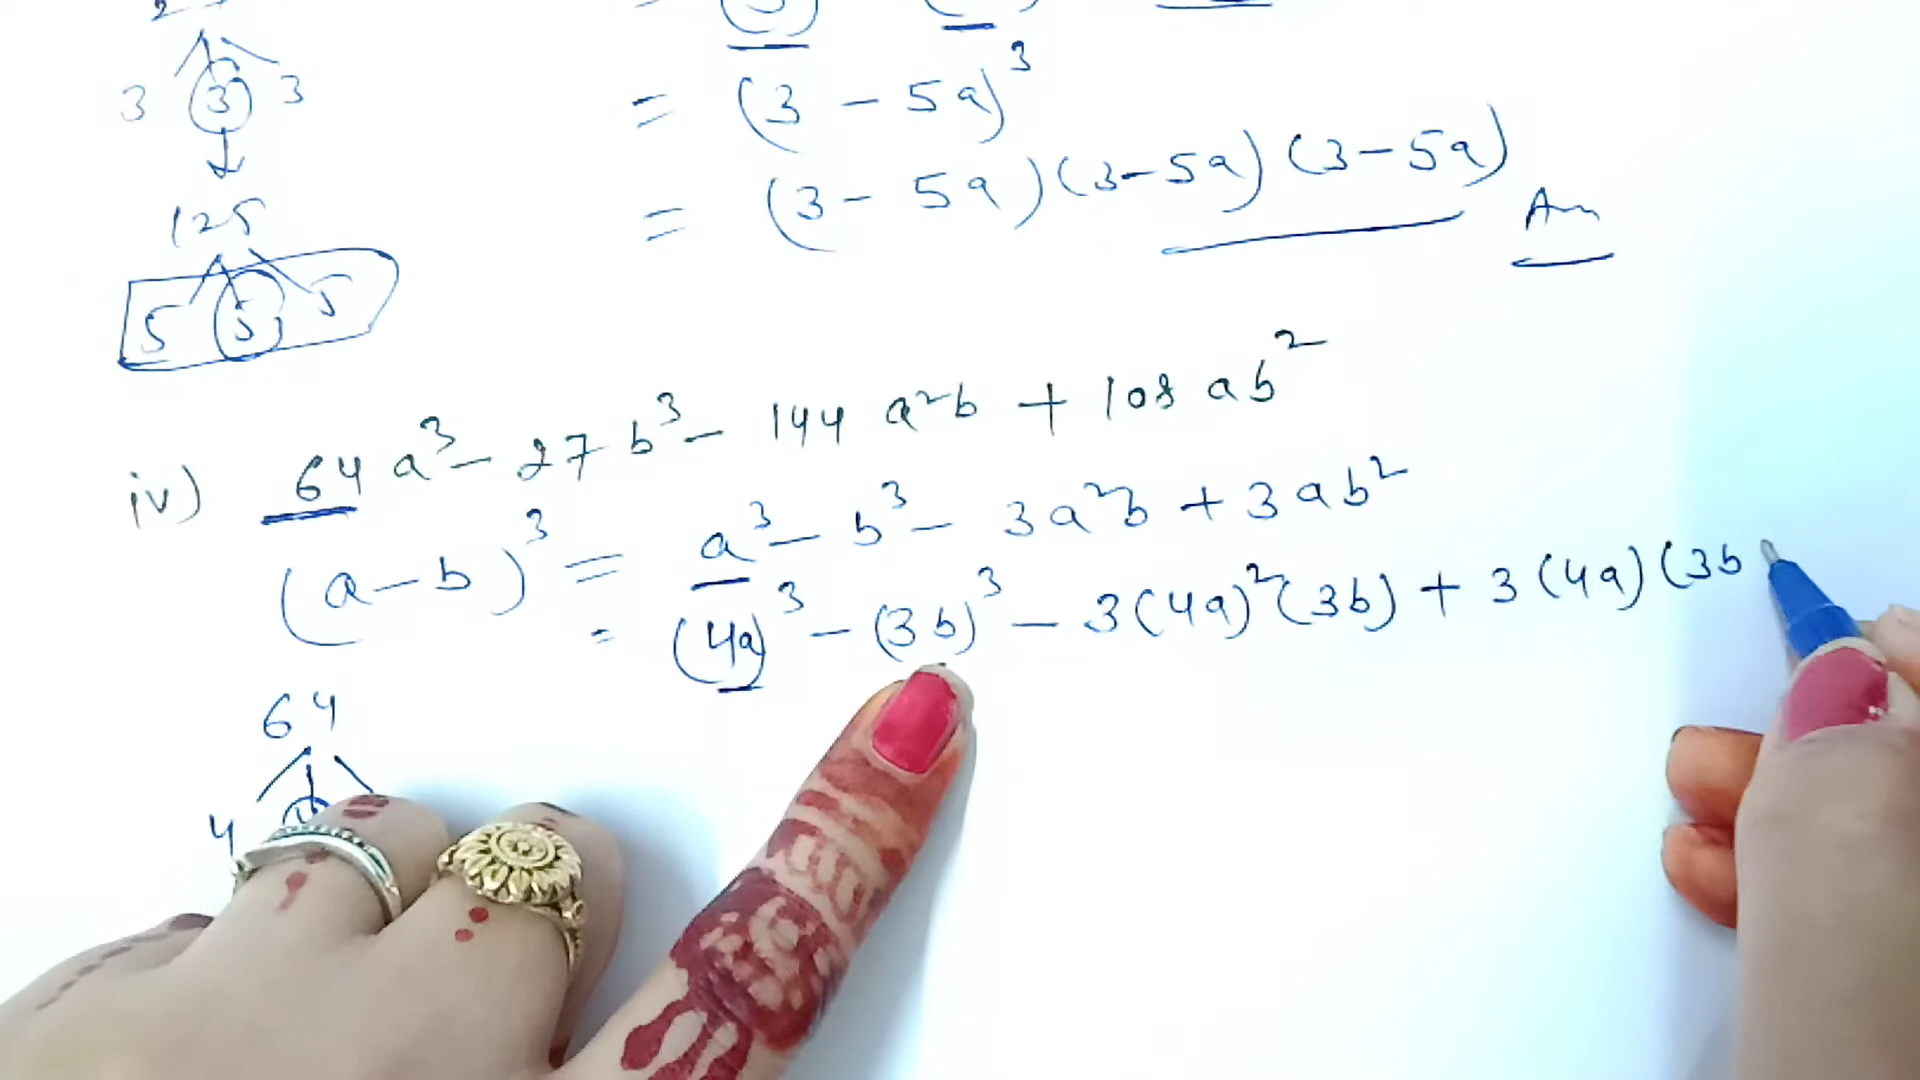 3 3 3
= (3 - 5a)³
= (3 - 5a)(3-5a)(3-5a) Ans
125
5 5 5
iv) 64a³ - 27b³ - 144a²b + 108ab²
(a-b)³ = a³ - b³ - 3a²b + 3ab²
= (4a)³ - (3b)³ - 3(4a)²(3b) + 3(4a)(3b
64
4